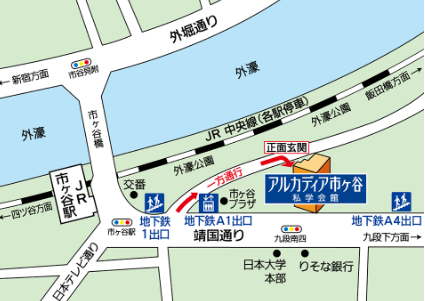 外堀通り
←新宿方面
市谷見附
外濠
飯田橋方面→
JR 中央線(各駅停車)
外濠公園
市ヶ谷橋
外濠
正面玄関
外濠公園
一方通行
アルカディア市ヶ谷
私学会館
JR
市ヶ谷駅
交番
市ヶ谷
プラザ
←四ツ谷方面
地下鉄
1出口
地下鉄A1出口
地下鉄A4出口
市ヶ谷駅
靖国通り
九段南四
九段下方面→
日本テレビ通り
日本大学
本部
りそな銀行